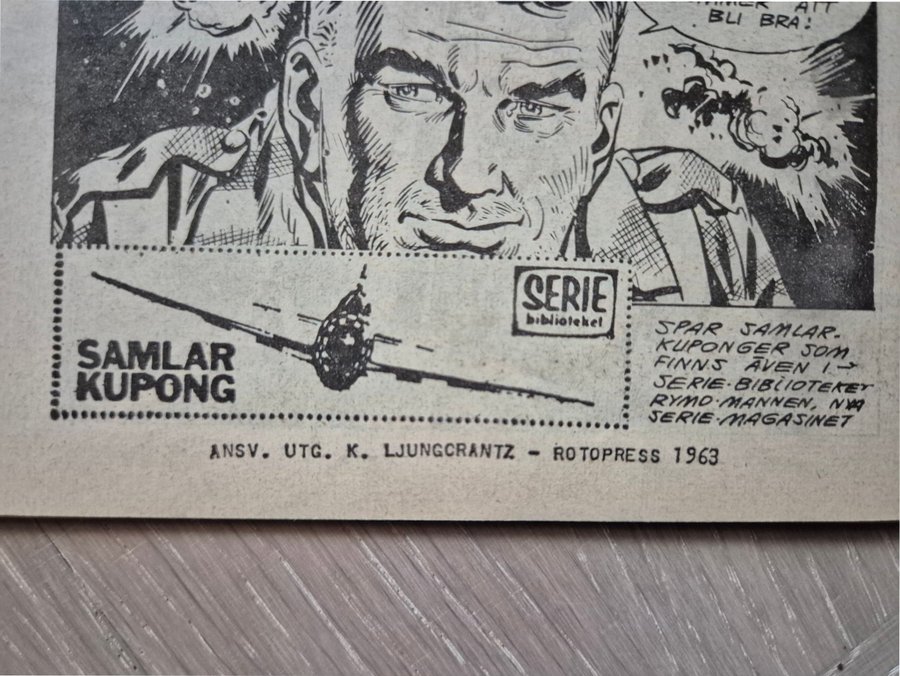 ATT
BLI BRA!
SERIE
biblioteket
SAMLAR
KUPONG
SPAR SAMLAR-
KUPONGER SOM
FINNS ÄVEN I →
SERIE-BIBLIOTEKET
RYMD-MANNEN, NYA
SERIE-MAGASINET
ANSV. UTG. K. LJUNGCRANTZ - ROTOPRESS 1963